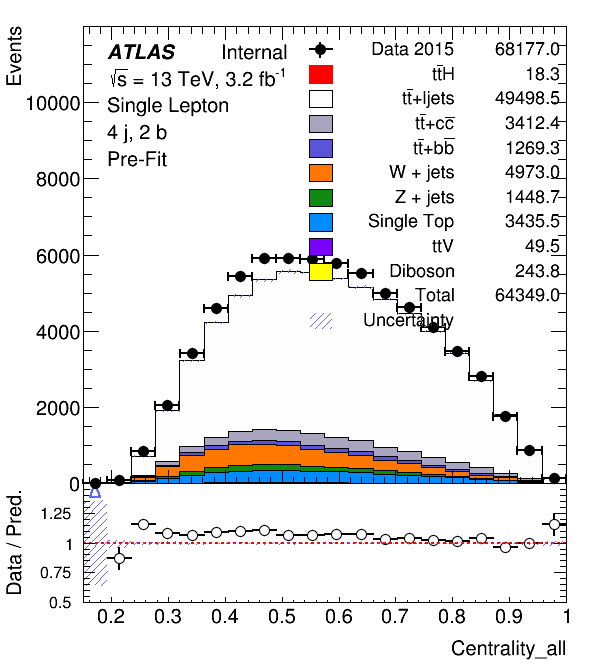 Events
ATLAS Internal
√s = 13 TeV, 3.2 fb⁻¹
Single Lepton
4 j, 2 b
Pre-Fit
Data 2015 68177.0
tt̄H 18.3
tt̄+ljets 49498.5
tt̄+cc̄ 3412.4
tt̄+bb̄ 1269.3
W + jets 4973.0
Z + jets 1448.7
Single Top 3435.5
ttV 49.5
Diboson 243.8
Total 64349.0
Uncertainty
10000
8000
6000
4000
2000
0
Data / Pred.
1.25
1
0.75
0.5
0.2 0.3 0.4 0.5 0.6 0.7 0.8 0.9 1
Centrality_all